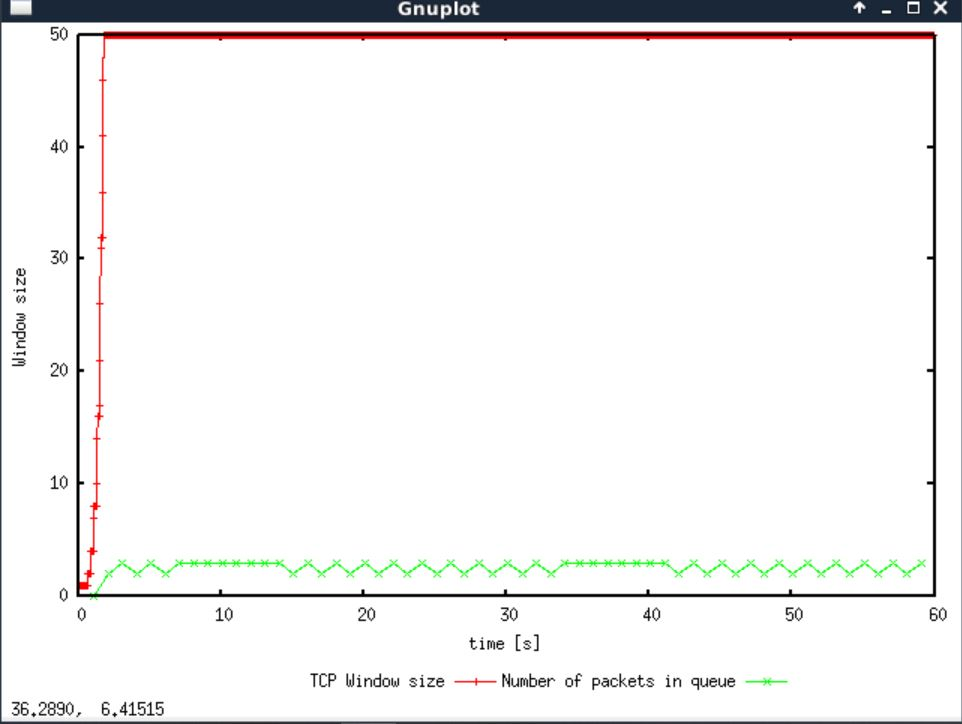 Gnuplot
50
40
30
20
10
0
Window size
0 10 20 30 40 50 60
time [s]
TCP Window size Number of packets in queue
36.2890, 6.41515